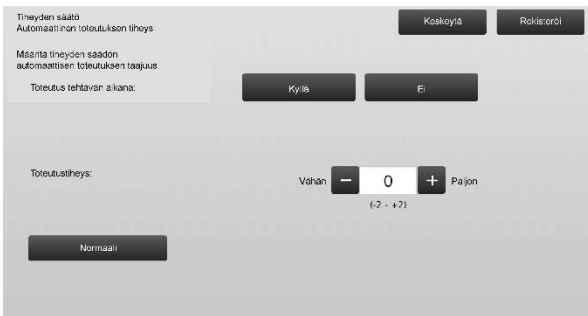 Tiheyden säätö
Automaattinen toteutuksen tiheys
Keskeytä
Rekisteröi
Määritä tiheyden säädön
automaattisen toteutuksen taajuus.
Toteutus tehtävän aikana:
Kyllä
Ei
Toteutustiheys:
Vähän − 0 + Paljon
(-2 - +2)
Normaali